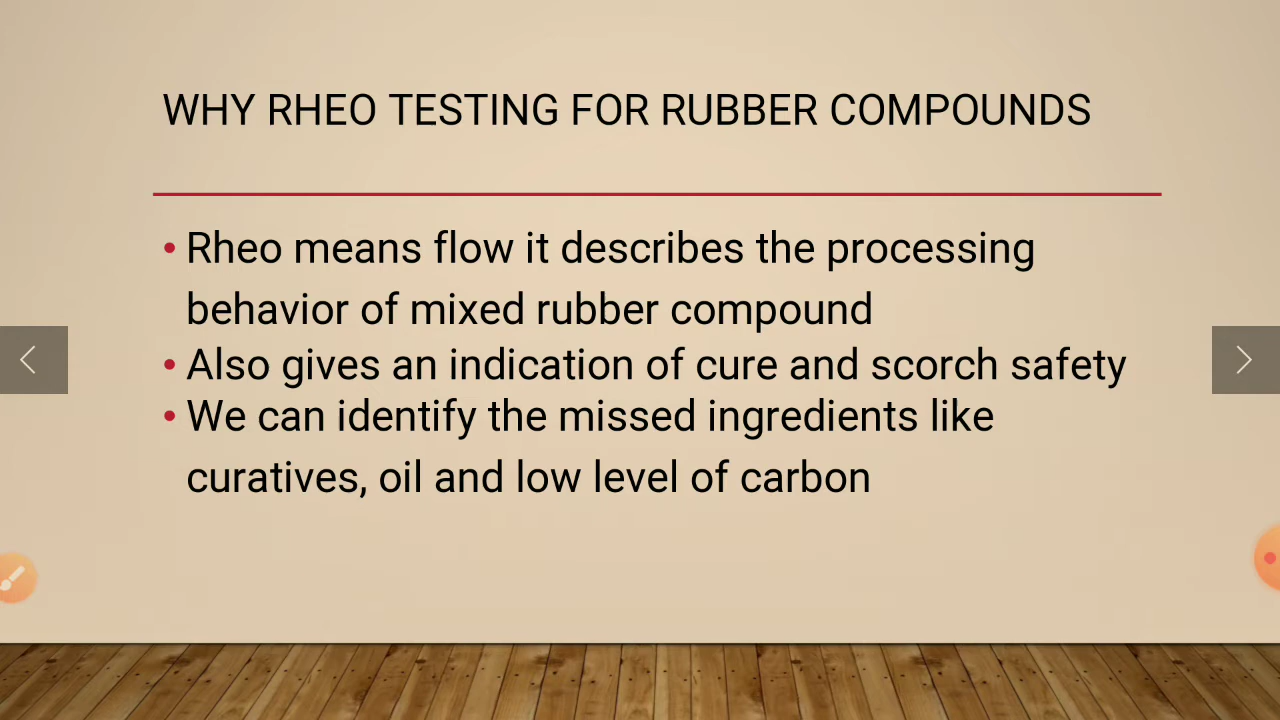 WHY RHEO TESTING FOR RUBBER COMPOUNDS
• Rheo means flow it describes the processing
behavior of mixed rubber compound
• Also gives an indication of cure and scorch safety
• We can identify the missed ingredients like
curatives, oil and low level of carbon